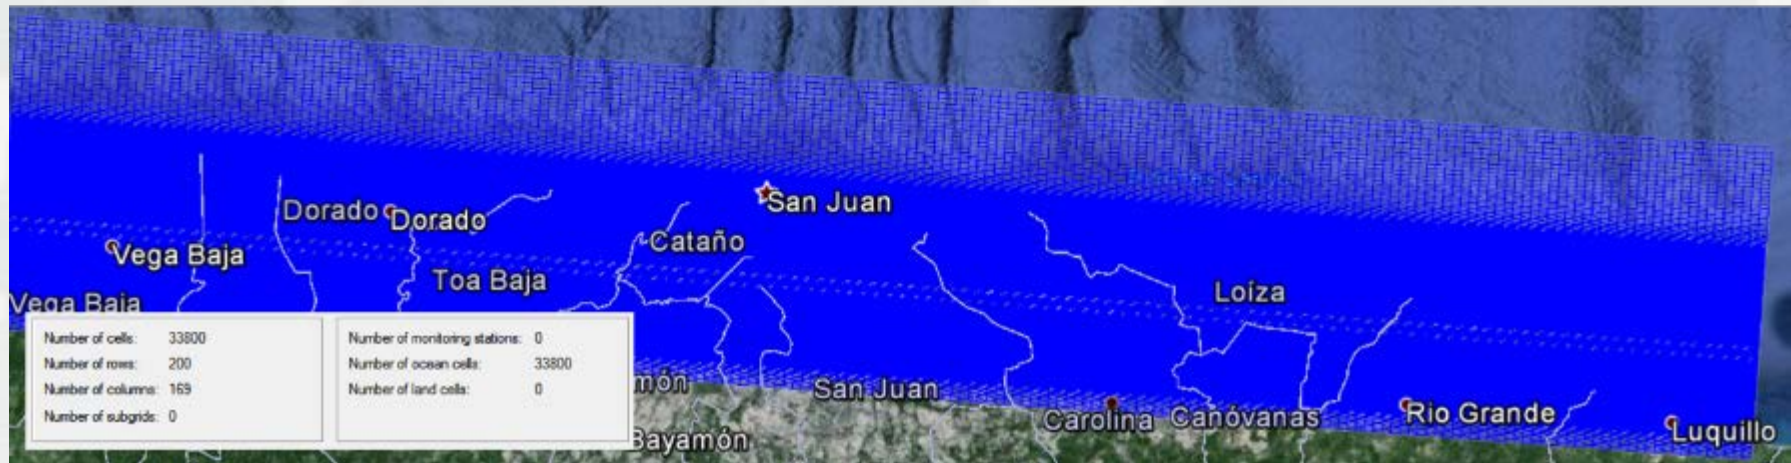 San Juan
Dorado
Dorado
Cataño
Vega Baja
Toa Baja
Loíza
Vega Baja
Number of cells: 33800
Number of rows: 200
Number of columns: 169
Number of subgrids: 0
Number of monitoring stations: 0
Number of ocean cells: 33800
Number of land cells: 0
món
San Juan
Carolina
Canóvanas
Rio Grande
Luquillo
Bayamón